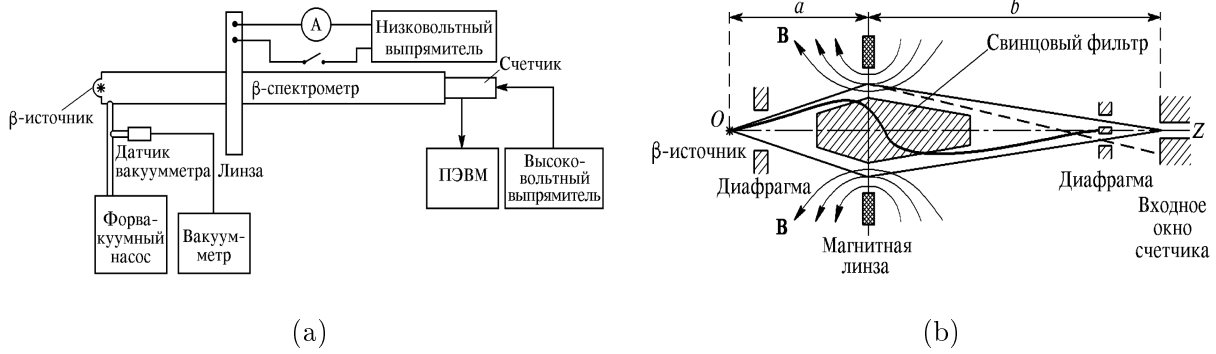 А
Низковольтный
выпрямитель
Счетчик
β-спектрометр
β-источник
Датчик
вакуумметра
Линза
ПЭВМ
Высоко-
вольтный
выпрямитель
Форва-
куумный
насос
Вакуум-
метр
(a)
a
b
B
Свинцовый фильтр
O
Z
β-источник
Диафрагма
Диафрагма
B
Магнитная
линза
Входное
окно
счетчика
(b)